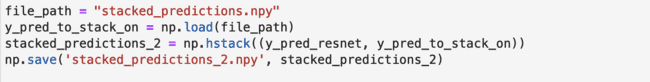 file_path = "stacked_predictions.npy"
y_pred_to_stack_on = np.load(file_path)
stacked_predictions_2 = np.hstack((y_pred_resnet, y_pred_to_stack_on))
np.save('stacked_predictions_2.npy', stacked_predictions_2)